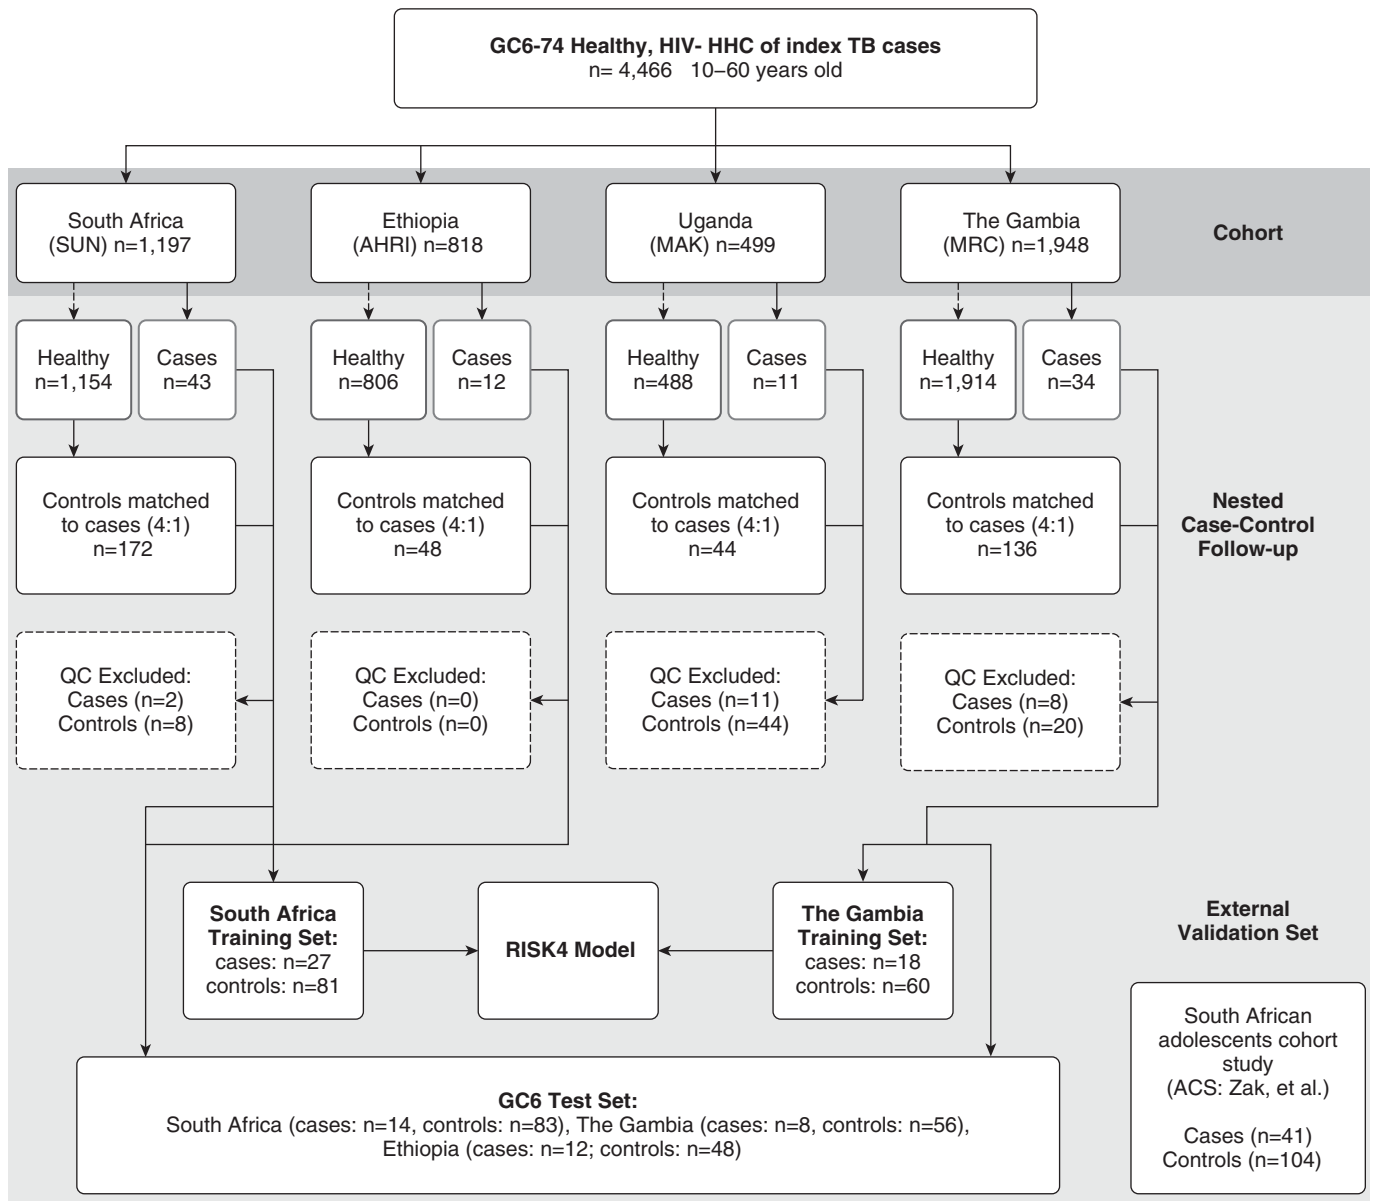 GC6-74 Healthy, HIV- HHC of index TB cases
n= 4,466   10–60 years old
South Africa
(SUN) n=1,197
Ethiopia
(AHRI) n=818
Uganda
(MAK) n=499
The Gambia
(MRC) n=1,948
Cohort
Healthy
n=1,154
Cases
n=43
Healthy
n=806
Cases
n=12
Healthy
n=488
Cases
n=11
Healthy
n=1,914
Cases
n=34
Controls matched
to cases (4:1)
n=172
Controls matched
to cases (4:1)
n=48
Controls matched
to cases (4:1)
n=44
Controls matched
to cases (4:1)
n=136
Nested
Case-Control
Follow-up
QC Excluded:
Cases (n=2)
Controls (n=8)
QC Excluded:
Cases (n=0)
Controls (n=0)
QC Excluded:
Cases (n=11)
Controls (n=44)
QC Excluded:
Cases (n=8)
Controls (n=20)
South Africa
Training Set:
cases: n=27
controls: n=81
RISK4 Model
The Gambia
Training Set:
cases: n=18
controls: n=60
External
Validation Set
South African
adolescents cohort
study
(ACS: Zak, et al.)
Cases (n=41)
Controls (n=104)
GC6 Test Set:
South Africa (cases: n=14, controls: n=83), The Gambia (cases: n=8, controls: n=56),
Ethiopia (cases: n=12; controls: n=48)